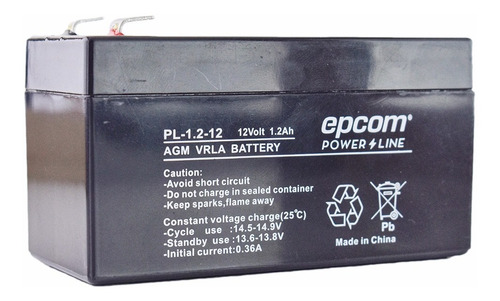 PL-1.2-12 12Volt 1.2Ah
AGM VRLA BATTERY
epcom®
POWER LINE
Caution:
-Avoid short circuit
-Do not charge in sealed container
-Keep sparks,flame away
Constant voltage charge(25℃)
-Cycle use :14.5-14.9V
-Standby use :13.6-13.8V
-Initial current:0.36A
Pb
Made in China